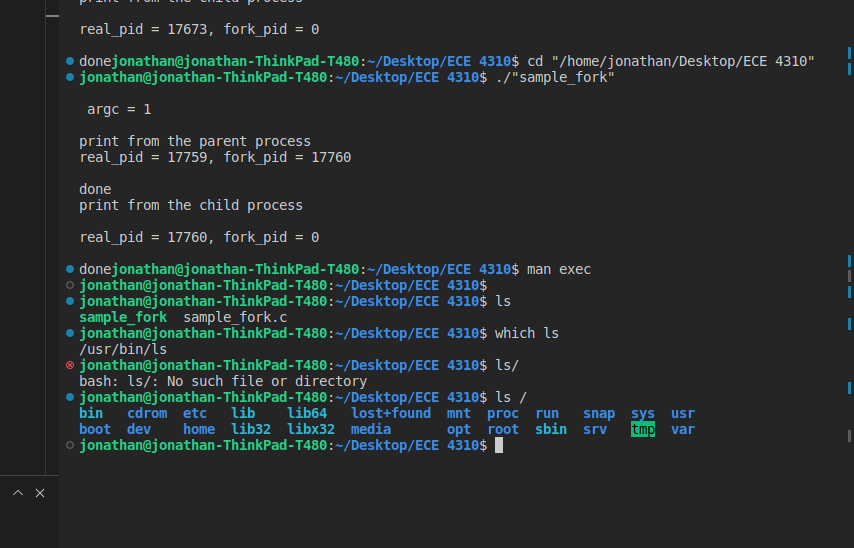 print from the child process
real_pid = 17673, fork_pid = 0
donejonathan@jonathan-ThinkPad-T480:~/Desktop/ECE 4310$ cd "/home/jonathan/Desktop/ECE 4310"
jonathan@jonathan-ThinkPad-T480:~/Desktop/ECE 4310$ ./"sample_fork"
argc = 1
print from the parent process
real_pid = 17759, fork_pid = 17760
done
print from the child process
real_pid = 17760, fork_pid = 0
donejonathan@jonathan-ThinkPad-T480:~/Desktop/ECE 4310$ man exec
jonathan@jonathan-ThinkPad-T480:~/Desktop/ECE 4310$
jonathan@jonathan-ThinkPad-T480:~/Desktop/ECE 4310$ ls
sample_fork  sample_fork.c
jonathan@jonathan-ThinkPad-T480:~/Desktop/ECE 4310$ which ls
/usr/bin/ls
jonathan@jonathan-ThinkPad-T480:~/Desktop/ECE 4310$ ls/
bash: ls/: No such file or directory
jonathan@jonathan-ThinkPad-T480:~/Desktop/ECE 4310$ ls /
bin   cdrom  etc   lib    lib64   lost+found  mnt  proc  run   snap  sys  usr
boot  dev    home  lib32  libx32  media       opt  root  sbin  srv   tmp  var
jonathan@jonathan-ThinkPad-T480:~/Desktop/ECE 4310$